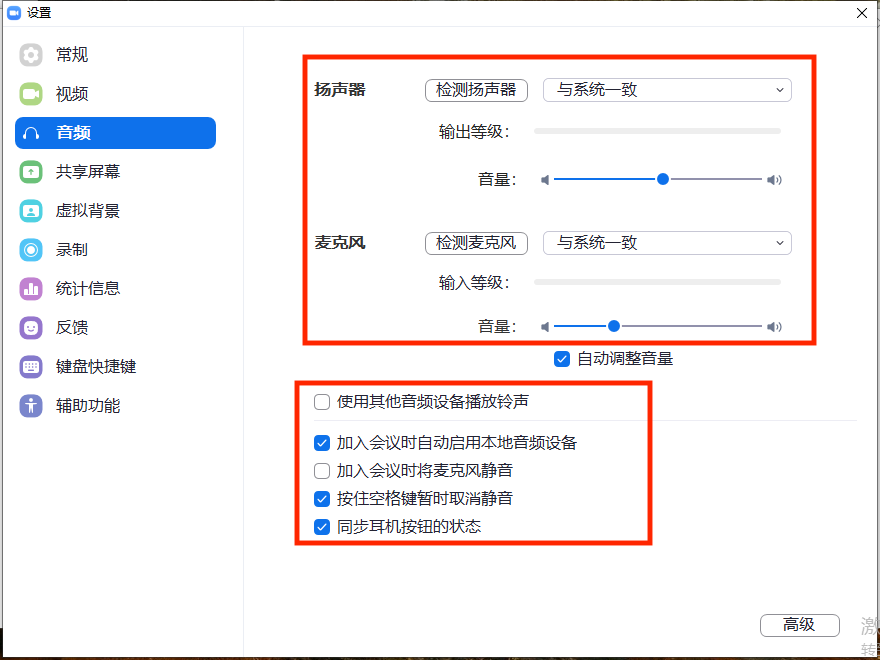 设置
常规
视频
音频
共享屏幕
虚拟背景
录制
统计信息
反馈
键盘快捷键
辅助功能
扬声器 检测扬声器 与系统一致
输出等级：
音量：
麦克风 检测麦克风 与系统一致
输入等级：
音量：
自动调整音量
使用其他音频设备播放铃声
加入会议时自动启用本地音频设备
加入会议时将麦克风静音
按住空格键暂时取消静音
同步耳机按钮的状态
高级
激
转